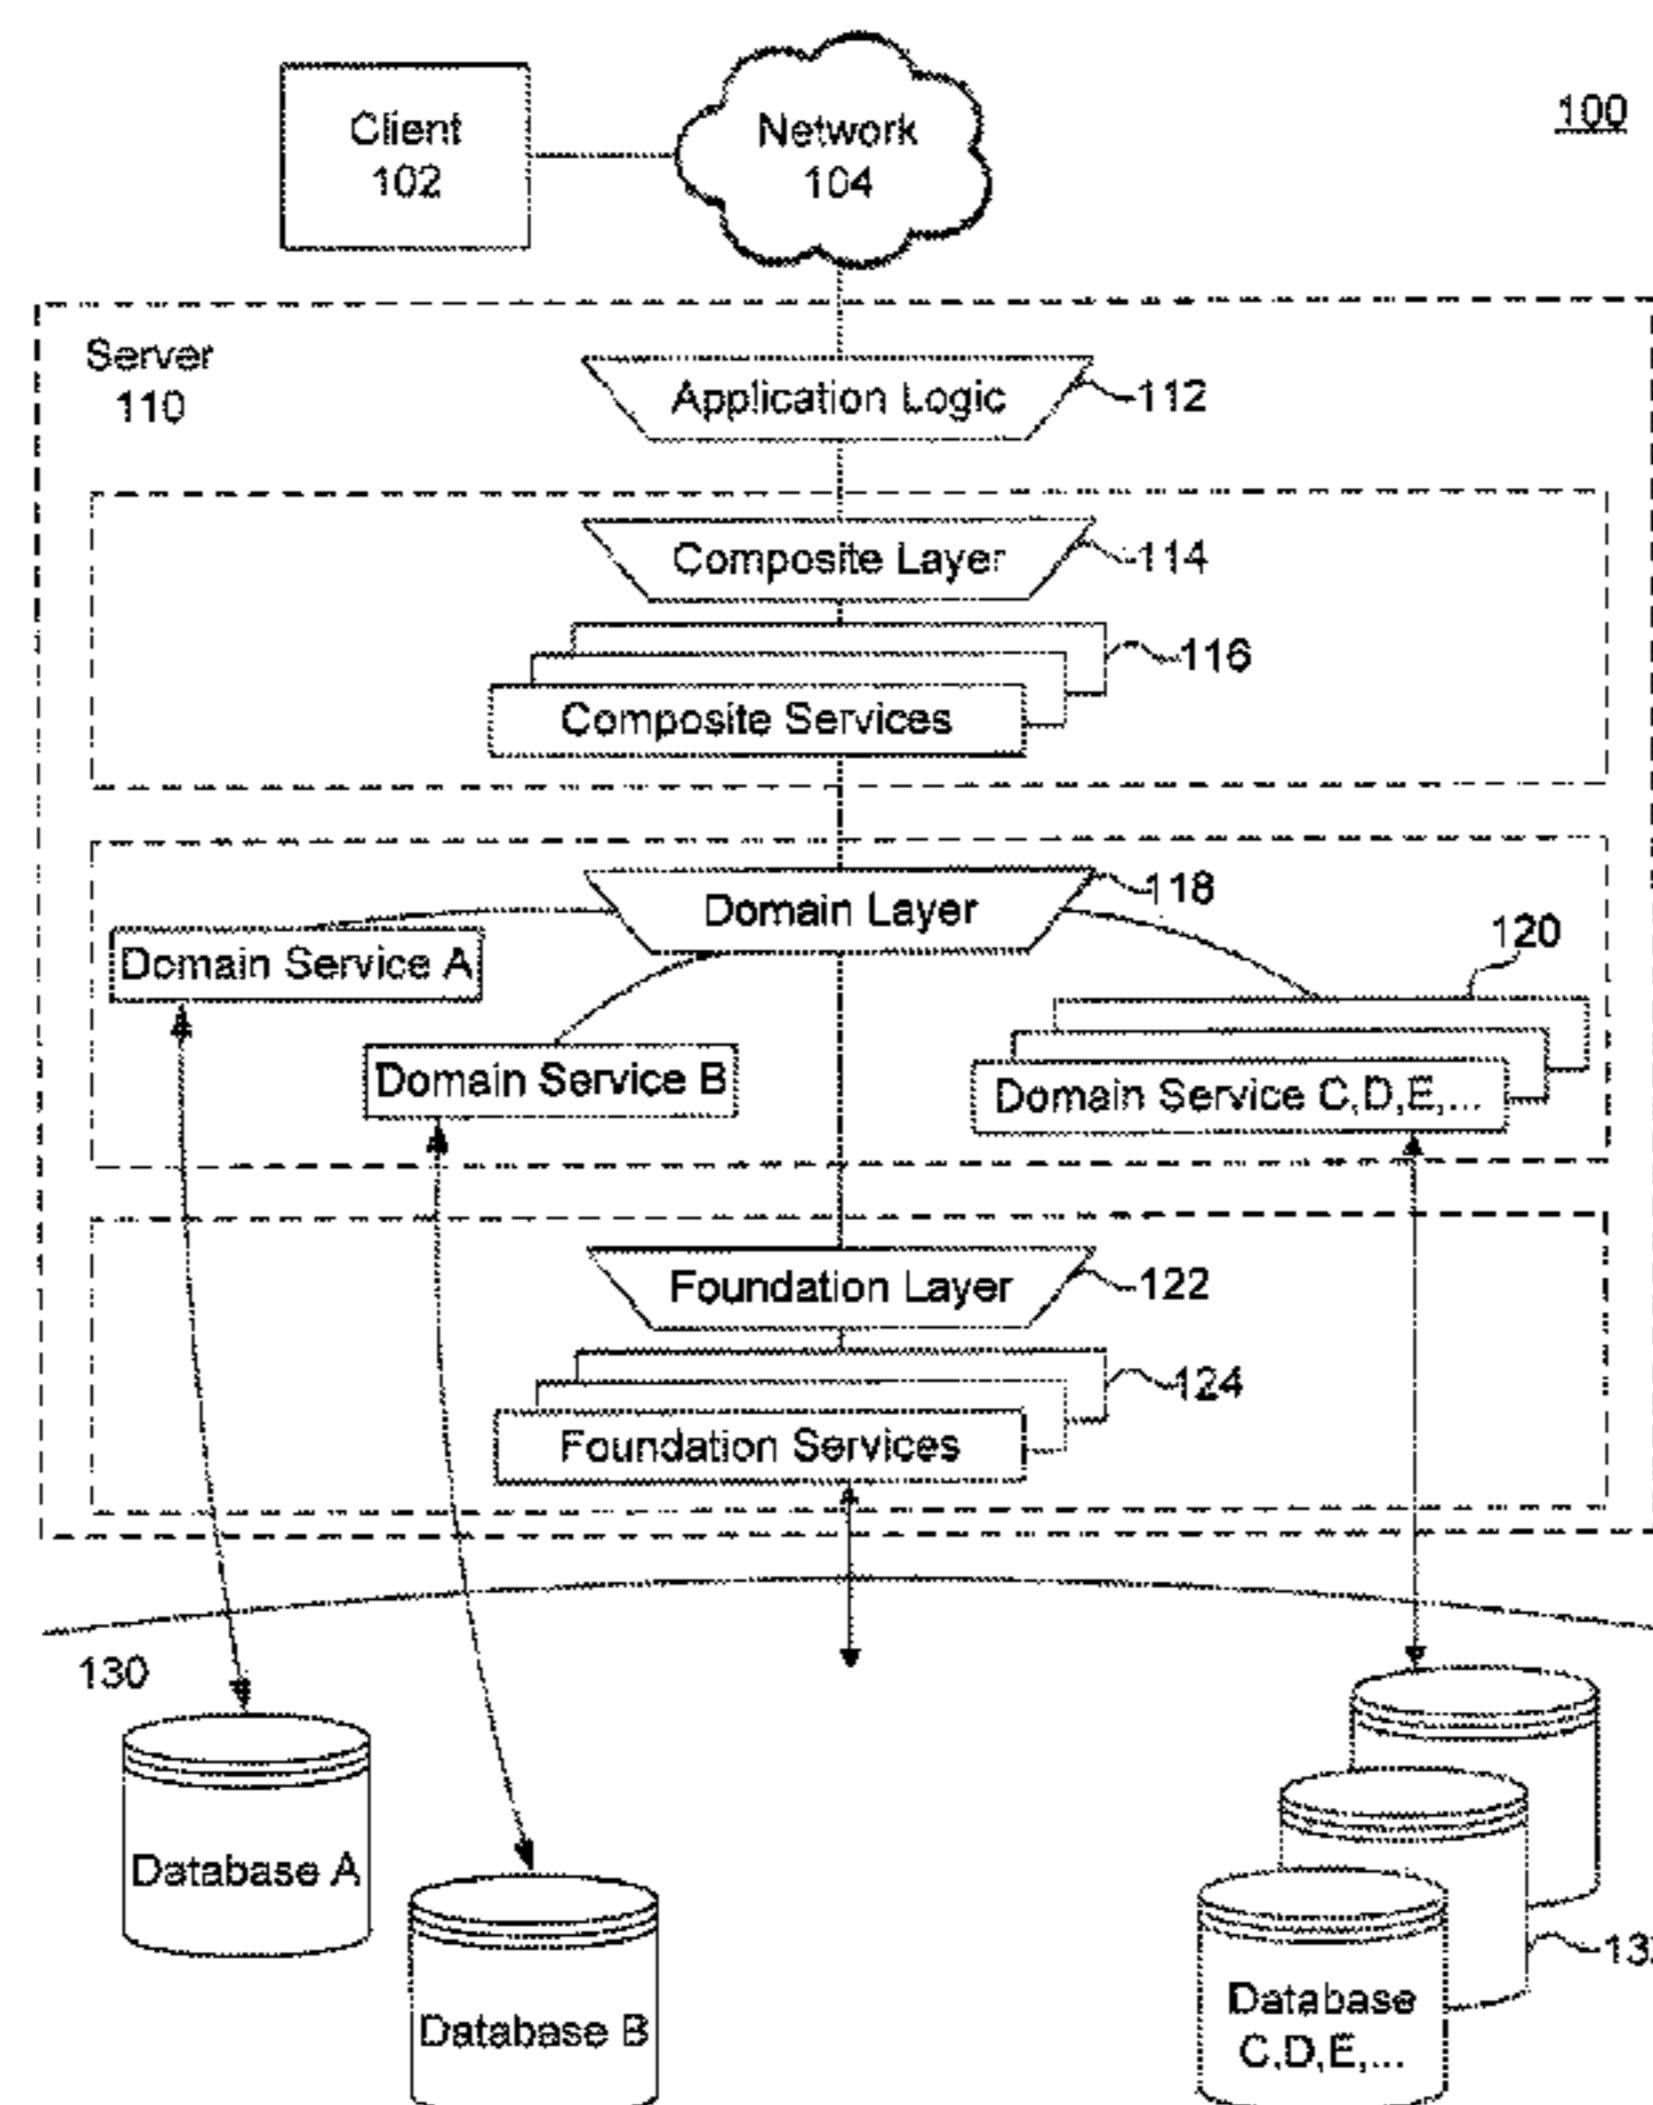 Client
102
Network
104
100
Server
110
Application Logic
112
Composite Layer
114
116
Composite Services
Domain Layer
118
Domain Service A
120
Domain Service B
Domain Service C,D,E,...
Foundation Layer
122
124
Foundation Services
130
Database A
Database B
Database
C,D,E,...